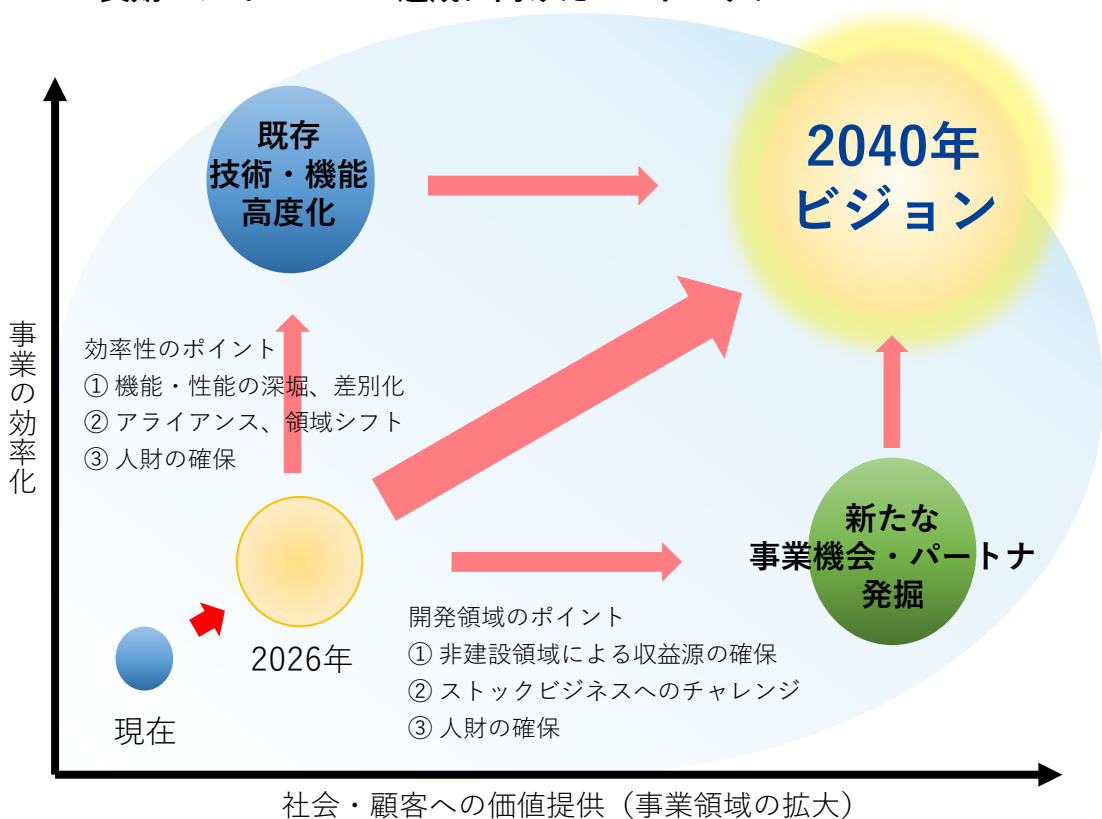 既存
技術・機能
高度化
2040年
ビジョン
事業の効率化
効率性のポイント
① 機能・性能の深堀、差別化
② アライアンス、領域シフト
③ 人財の確保
新たな
事業機会・パートナ
発掘
2026年
現在
開発領域のポイント
① 非建設領域による収益源の確保
② ストックビジネスへのチャレンジ
③ 人財の確保
社会・顧客への価値提供（事業領域の拡大）